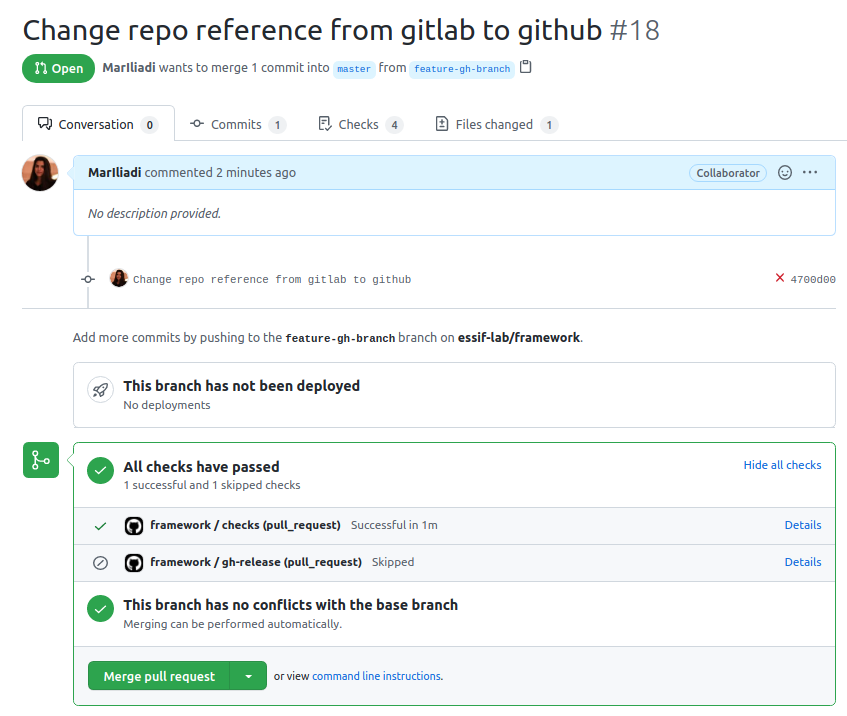 Change repo reference from gitlab to github #18
Open MarIliadi wants to merge 1 commit into master from feature-gh-branch
Conversation 0 Commits 1 Checks 4 Files changed 1
MarIliadi commented 2 minutes ago Collaborator
No description provided.
Change repo reference from gitlab to github 4700d00
Add more commits by pushing to the feature-gh-branch branch on essif-lab/framework.
This branch has not been deployed
No deployments
All checks have passed Hide all checks
1 successful and 1 skipped checks
framework / checks (pull_request) Successful in 1m Details
framework / gh-release (pull_request) Skipped Details
This branch has no conflicts with the base branch
Merging can be performed automatically.
Merge pull request or view command line instructions.